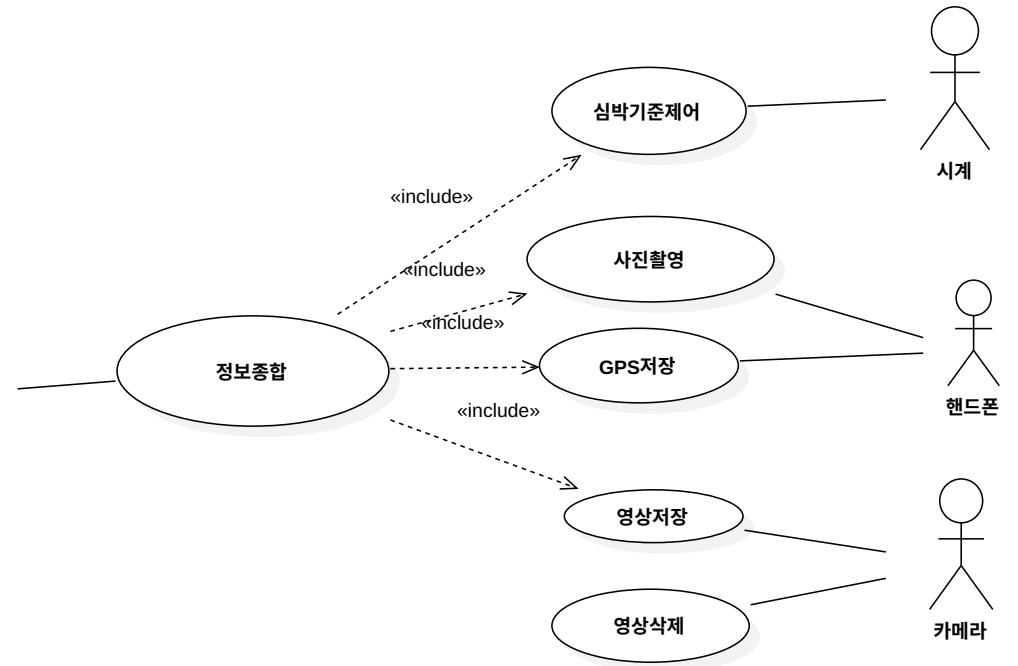 심박기준제어
시계
«include»
사진촬영
«include»
«include»
정보종합
GPS저장
핸드폰
«include»
영상저장
영상삭제
카메라